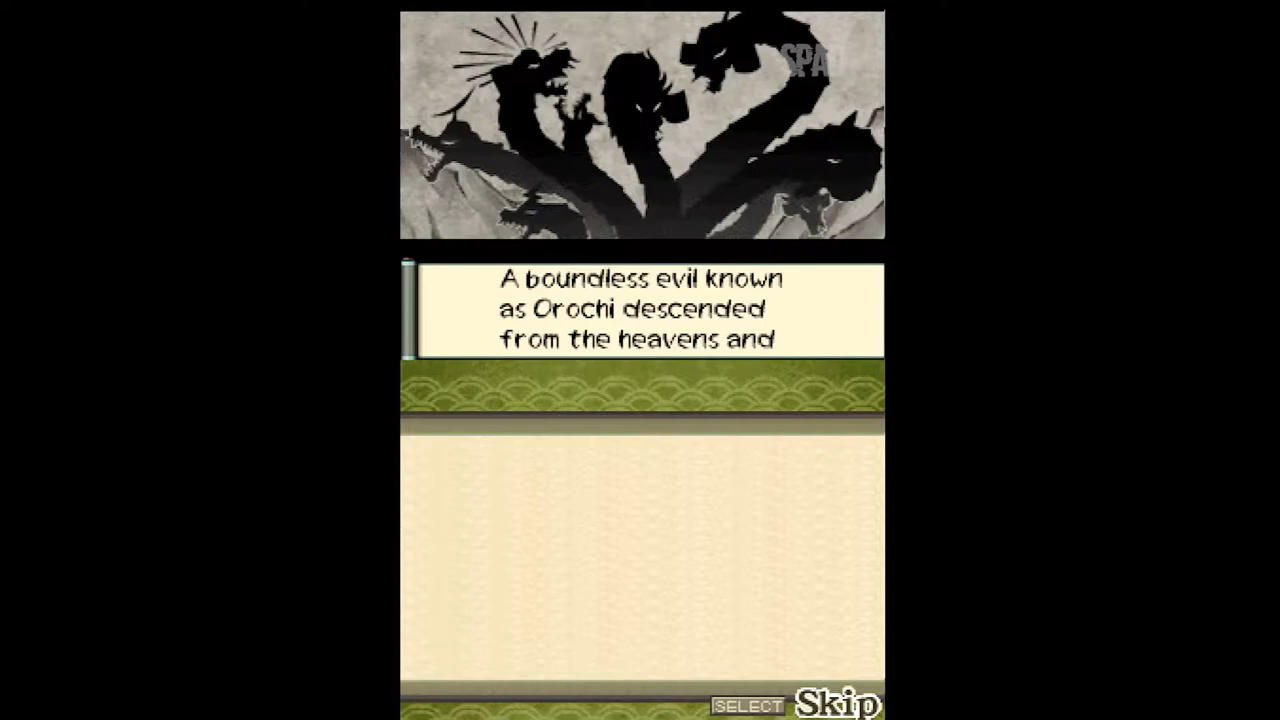 A boundless evil known
as Orochi descended
from the heavens and
SELECT Skip